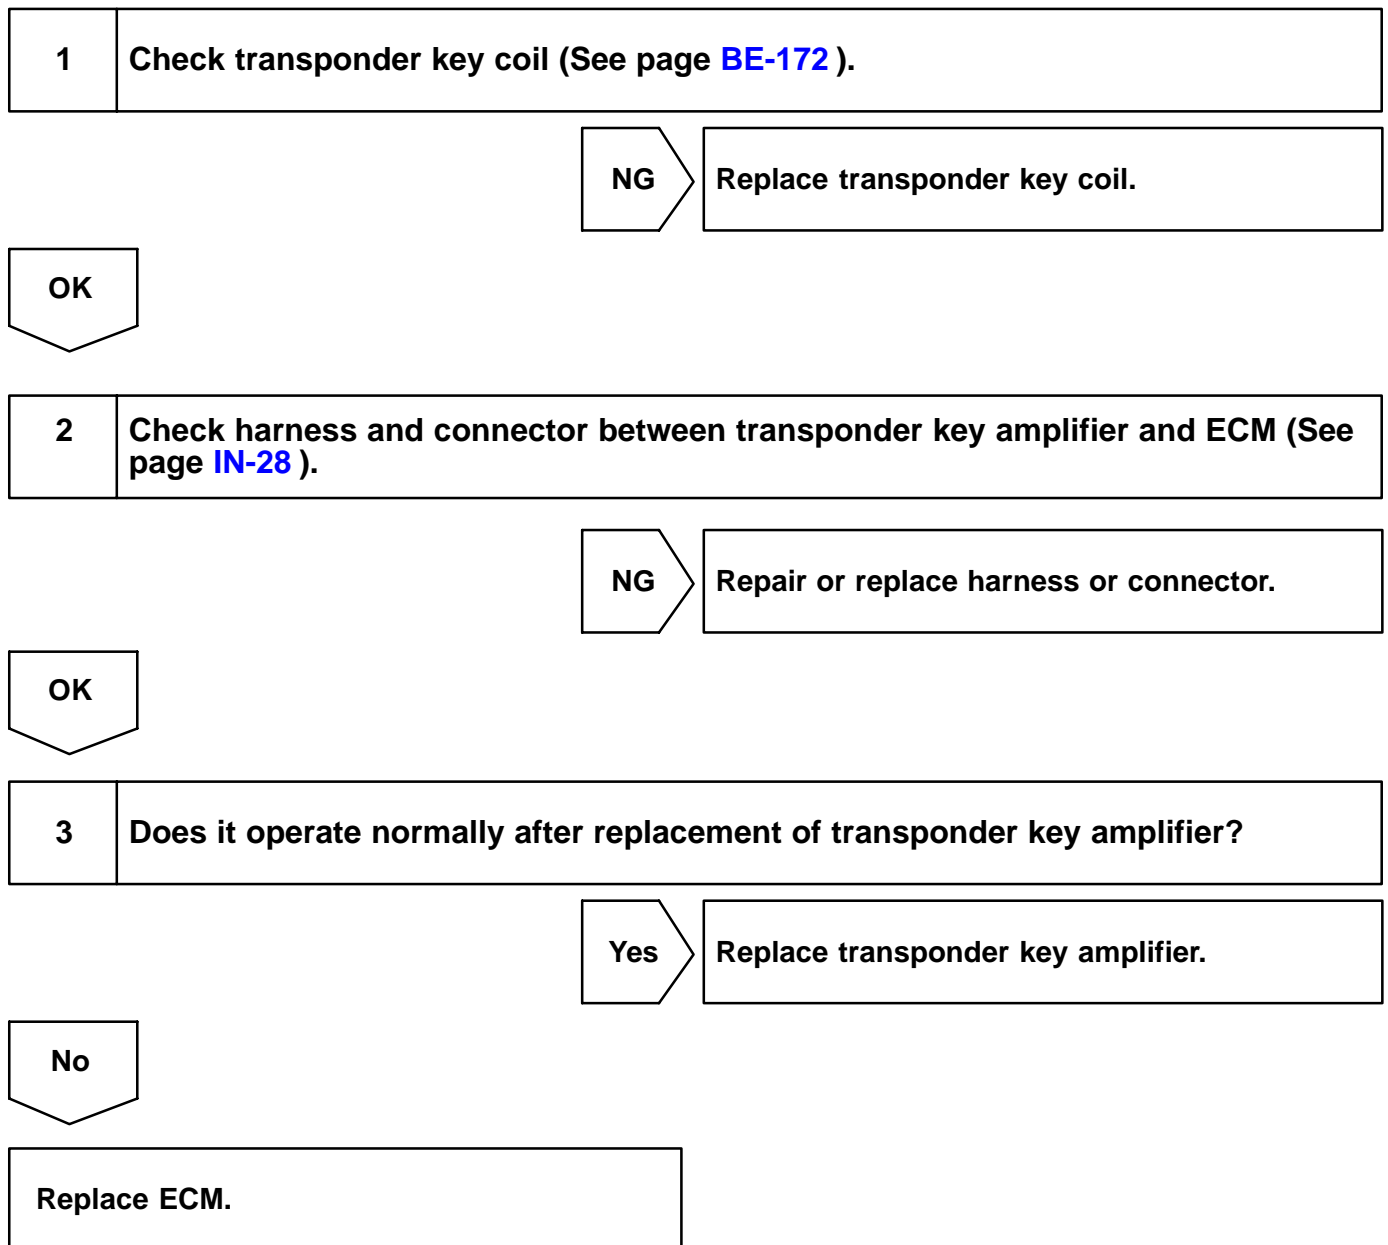 1 Check transponder key coil (See page BE-172 ).
NG Replace transponder key coil.
OK
2 Check harness and connector between transponder key amplifier and ECM (See
page IN-28 ).
NG Repair or replace harness or connector.
OK
3 Does it operate normally after replacement of transponder key amplifier?
Yes Replace transponder key amplifier.
No
Replace ECM.